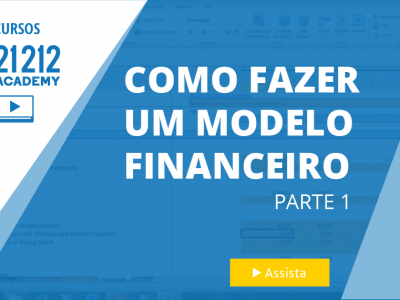 CURSOS
21212
ACADEMY
COMO FAZER
UM MODELO
FINANCEIRO
PARTE 1
Assista